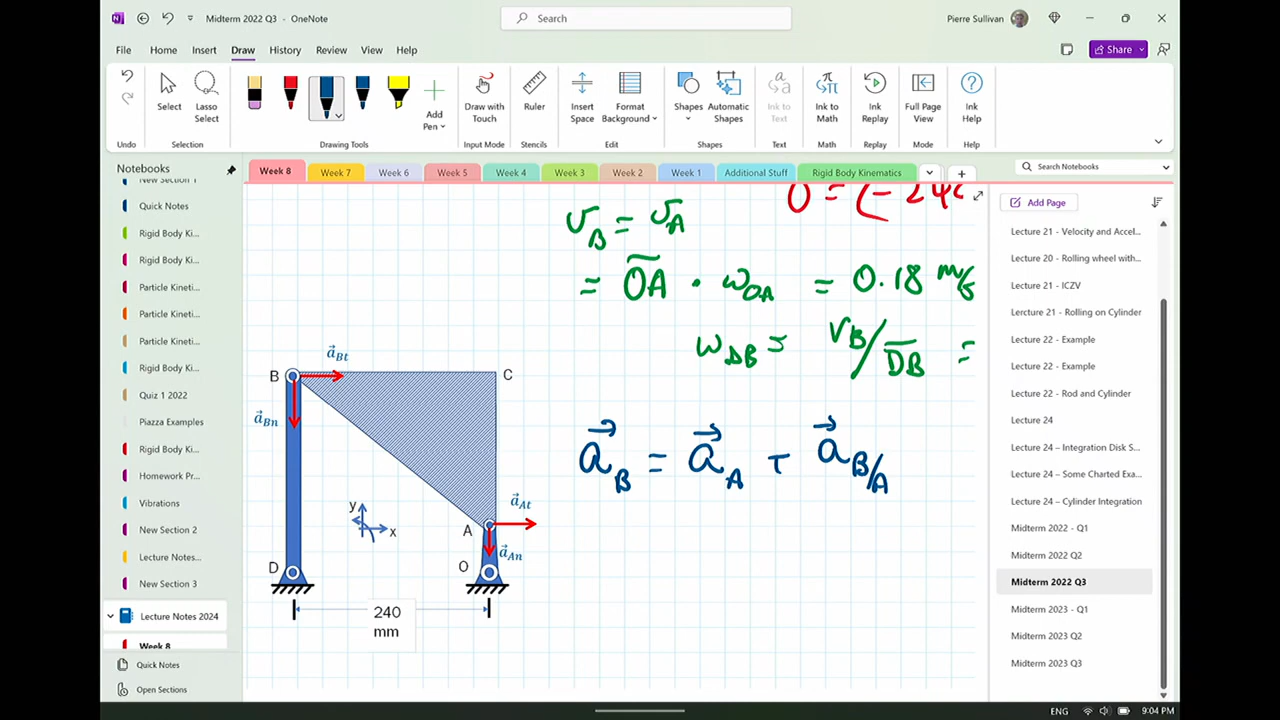 Midterm 2022 Q3 - OneNote
Search
Pierre Sullivan
File Home Insert Draw History Review View Help
Share
Select
Lasso Select
Add Pen
Draw with Touch
Ruler
Insert Space
Format Background
Shapes
Automatic Shapes
Ink to Text
Ink to Math
Ink Replay
Full Page View
Ink Help
Undo Selection Drawing Tools Input Mode Stencils Edit Shapes Text Math Replay View Help
Notebooks
Week 8 Week 7 Week 6 Week 5 Week 4 Week 3 Week 2 Week 1 Additional Stuff Rigid Body Kinematics
Search Notebooks
New Section 1
Quick Notes
Rigid Body Ki...
Rigid Body Ki...
Particle Kineti...
Particle Kineti...
Particle Kineti...
Rigid Body Ki...
Quiz 1 2022
Piazza Examples
Rigid Body Ki...
Homework Pr...
Vibrations
New Section 2
Lecture Notes...
New Section 3
Lecture Notes 2024
Week 8
Quick Notes
Open Sections
0 = (-240
v_B = v_A
= OA · ω_OA = 0.18 m/s
ω_DB = v_B/DB =
a⃗_B = a⃗_A + a⃗_B/A
a⃗_Bt
B
C
a⃗_Bn
y
x
a⃗_At
A
a⃗_An
D
O
240
mm
Add Page
Lecture 21 - Velocity and Accel...
Lecture 20 - Rolling wheel with...
Lecture 21 - ICZV
Lercture 21 - Rolling on Cylinder
Lecture 22 - Example
Lecture 22 - Example
Lecture 22 - Rod and Cylinder
Lecture 24
Lecture 24 – Integration Disk S...
Lecture 24 – Some Charted Exa...
Lecture 24 – Cylinder Integration
Midterm 2022 - Q1
Midterm 2022 Q2
Midterm 2022 Q3
Midterm 2023 - Q1
Midterm 2023 Q2
Midterm 2023 Q3
ENG
9:04 PM